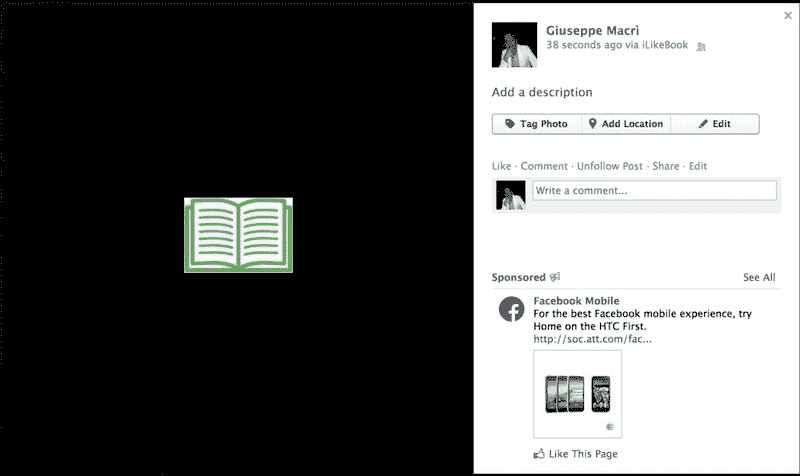 Giuseppe Macrì
38 seconds ago via iLikeBook
Add a description
Tag Photo Add Location Edit
Like · Comment · Unfollow Post · Share · Edit
Write a comment...
Sponsored See All
Facebook Mobile
For the best Facebook mobile experience, try
Home on the HTC First.
http://soc.att.com/fac...
Like This Page